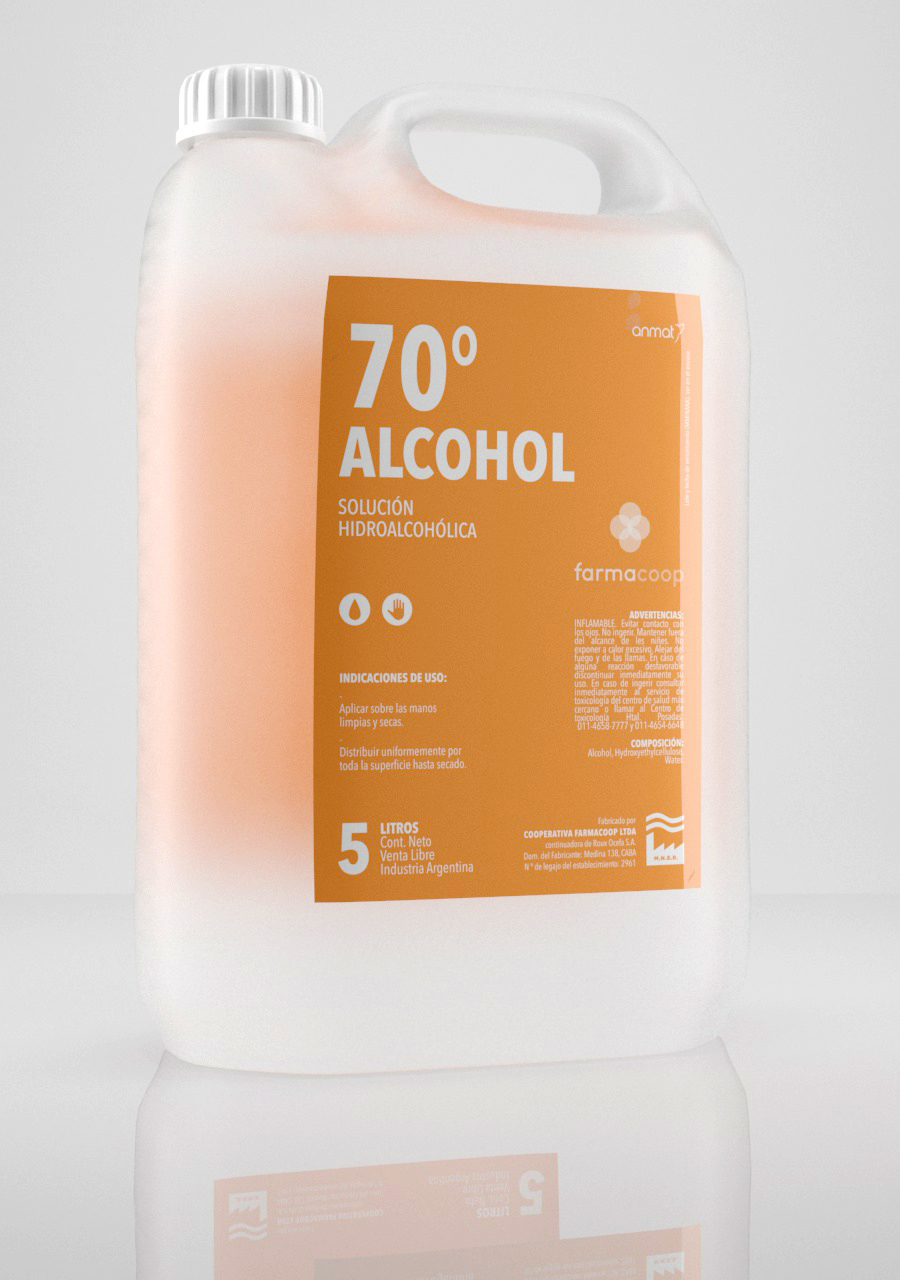 anmat
70º
ALCOHOL
SOLUCIÓN
HIDROALCOHÓLICA
farmacoop
INDICACIONES DE USO:
-
Aplicar sobre las manos
limpias y secas.
-
Distribuir uniformemente por
toda la superficie hasta secado.
ADVERTENCIAS:
INFLAMABLE. Evitar contacto con
los ojos. No ingerir. Mantener fuera
del alcance de les niñes. No
exponer a calor excesivo. Alejar del
fuego y de las llamas. En caso de
alguna reacción desfavorable
discontinuar inmediatamente su
uso. En caso de ingerir consultar
inmediatamente al servicio de
toxicología del centro de salud más
cercano o llamar al Centro de
toxicología Htal. Posadas:
011-4658-7777 y 011-4654-6648
COMPOSICIÓN:
Alcohol, Hydroxyethylcellulose,
Water
5
LITROS
Cont. Neto
Venta Libre
Industria Argentina
Fabricado por
COOPERATIVA FARMACOOP LTDA
continuadora de Roux Ocefa S.A.
Dom. del Fabricante: Medina 138, CABA
N° de legajo del establecimiento: 2961
M.N.E.R.